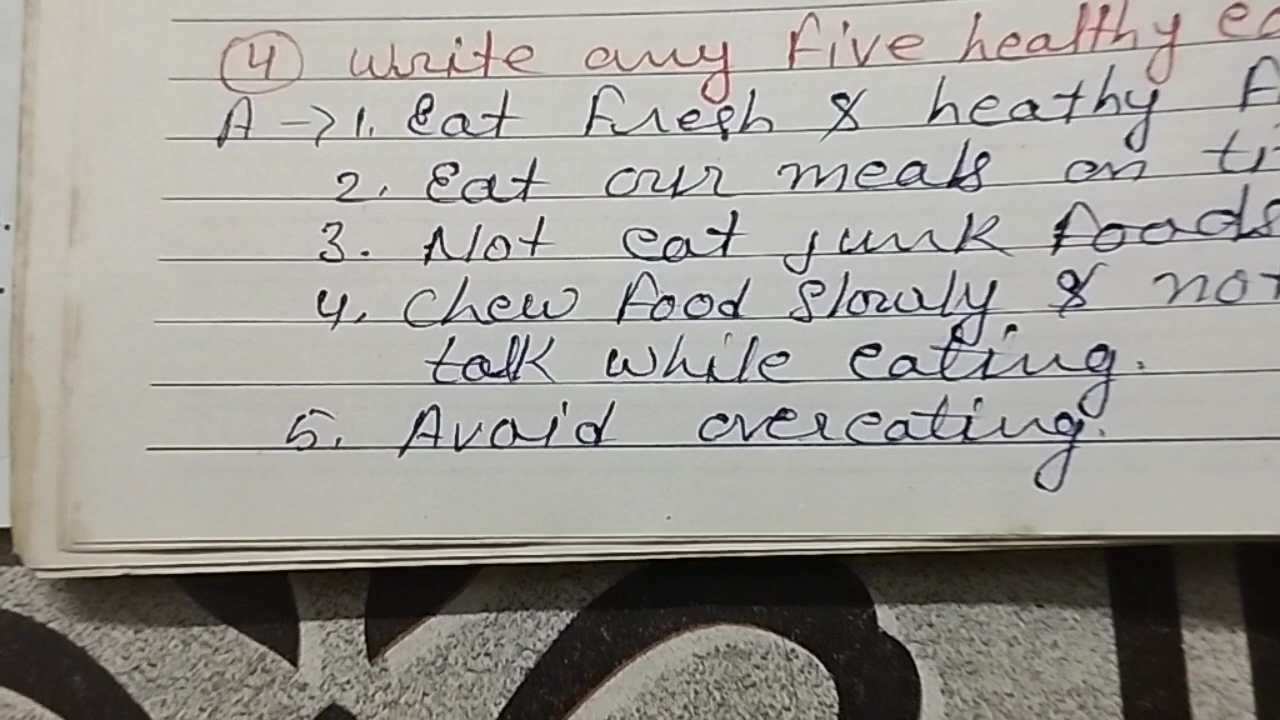 4 Write any five healthy
A → 1. Eat fresh & heathy
2. Eat our meals on
3. Not eat junk foods
4. Chew food slowly & not
talk while eating.
5. Avoid overeating.